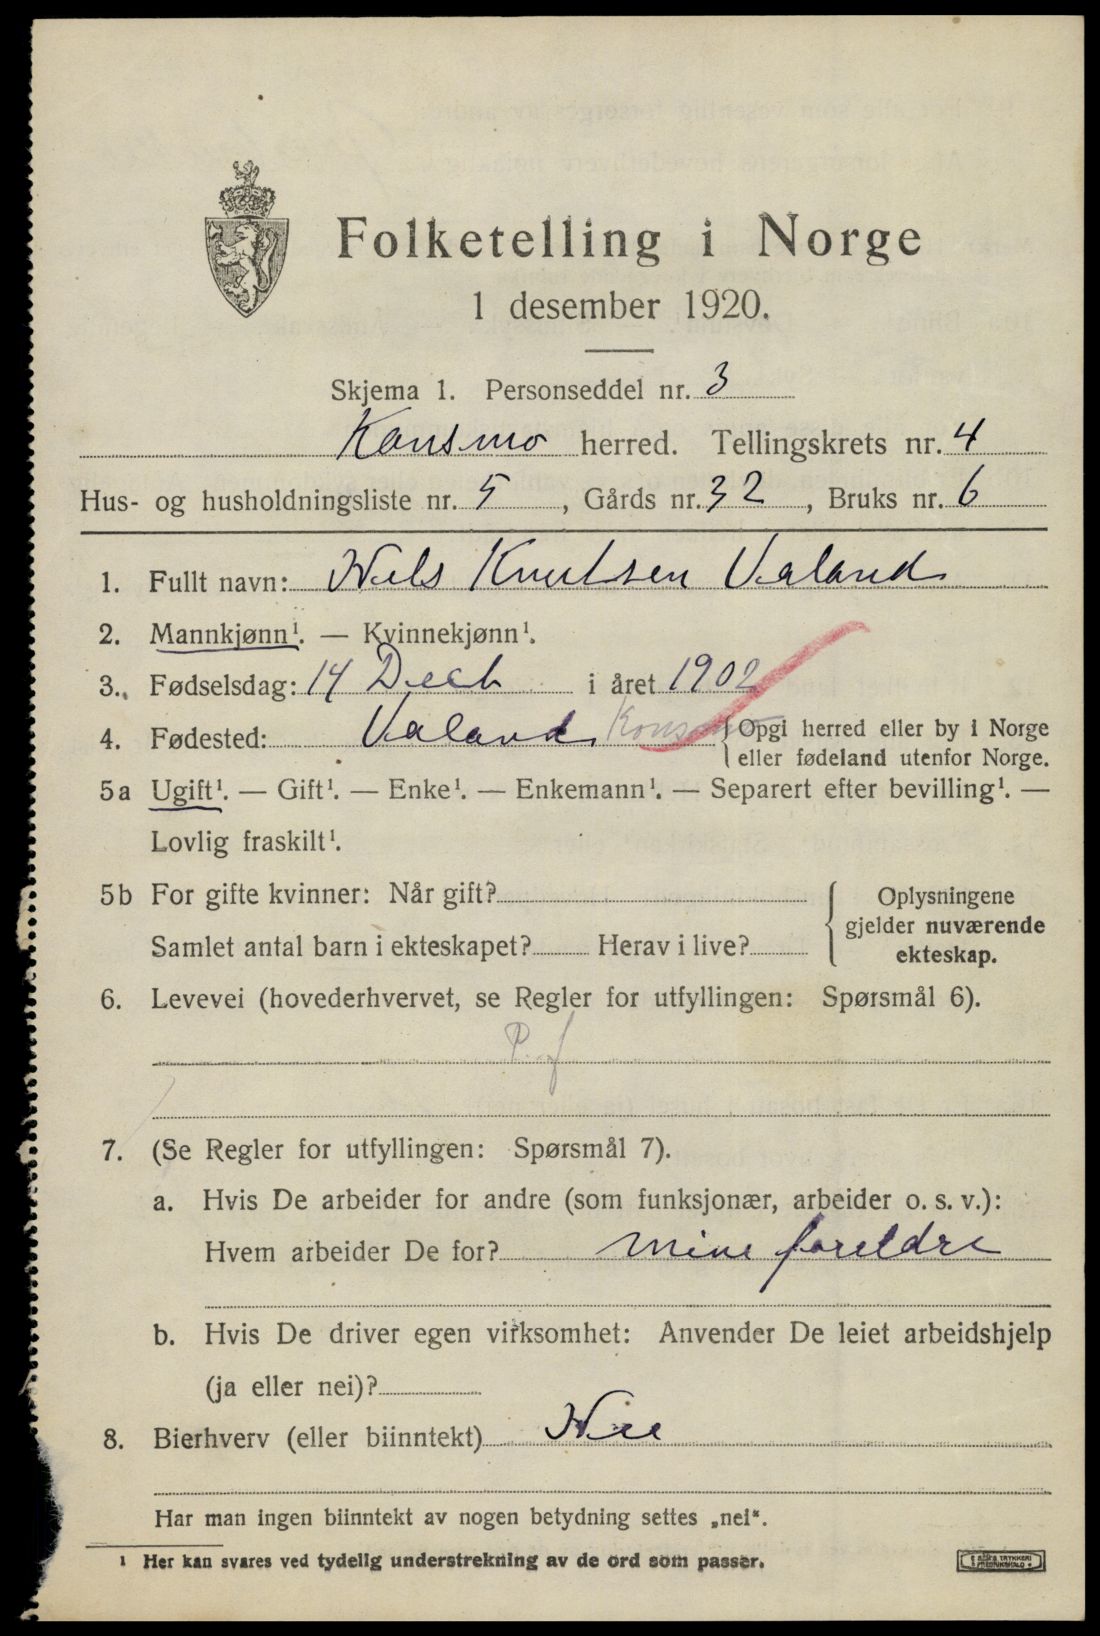 Folketelling i Norge
1 desember 1920.
Skjema 1. Personseddel nr. 3
Konsmo herred. Tellingskrets nr. 4
Hus- og husholdningsliste nr. 5, Gårds nr. 32, Bruks nr. 6
1. Fullt navn: Nils Knutsen Valand
2. Mannkjønn¹. — Kvinnekjønn¹.
3. Fødselsdag: 14 Decb i året 1902
4. Fødested: Valand Konsmo { Opgi herred eller by i Norge
eller fødeland utenfor Norge.
5a Ugift¹. — Gift¹. — Enke¹. — Enkemann¹. — Separert efter bevilling¹. —
Lovlig fraskilt¹.
5b For gifte kvinner: Når gift?
Samlet antal barn i ekteskapet? Herav i live?
{ Oplysningene
gjelder nuværende
ekteskap.
6. Levevei (hovederhvervet, se Regler for utfyllingen: Spørsmål 6).
7. (Se Regler for utfyllingen: Spørsmål 7).
a. Hvis De arbeider for andre (som funksjonær, arbeider o. s. v.):
Hvem arbeider De for? mine foreldre
b. Hvis De driver egen virksomhet: Anvender De leiet arbeidshjelp
(ja eller nei)?
8. Bierhverv (eller biinntekt) Nei
Har man ingen biinntekt av nogen betydning settes „nei".
¹ Her kan svares ved tydelig understrekning av de ord som passer.